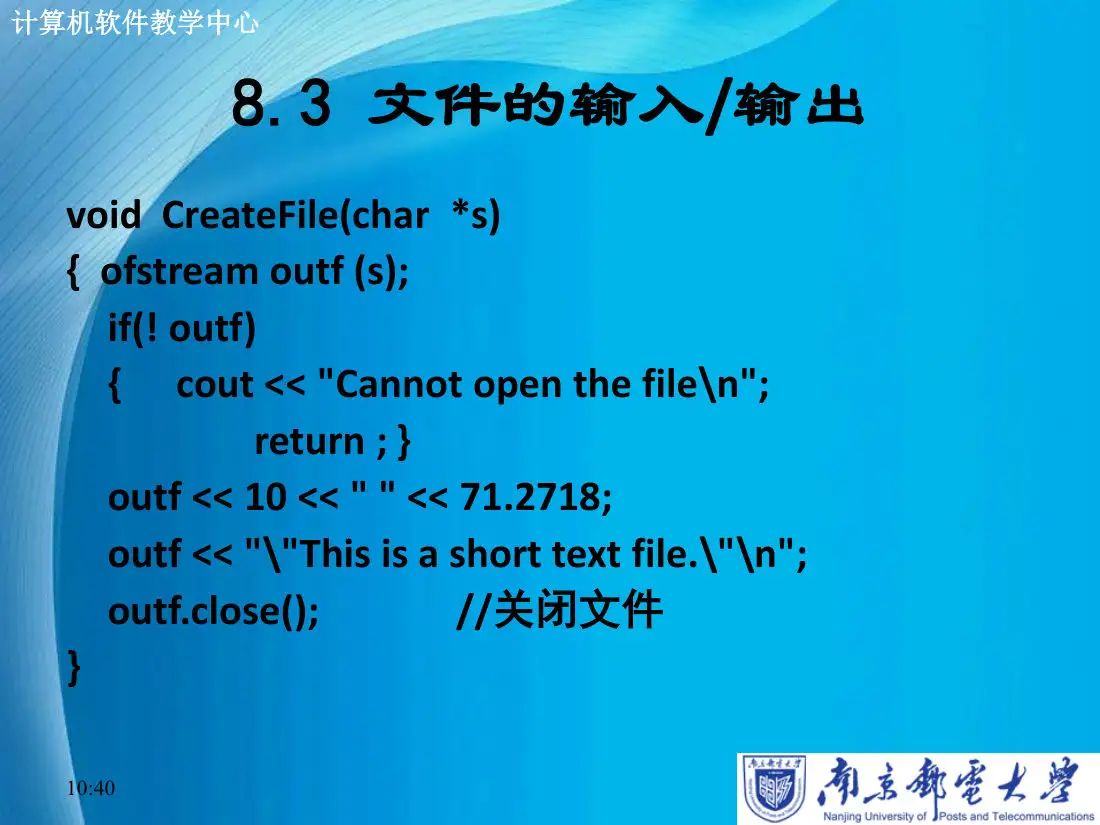 计算机软件教学中心
8.3 文件的输入/输出
void  CreateFile(char  *s)
{  ofstream outf (s);
if(! outf)
{      cout << "Cannot open the file\n";
return ; }
outf << 10 << " " << 71.2718;
outf << "\"This is a short text file.\"\n";
outf.close();              //关闭文件
}
10:40
南京邮電大学
Nanjing University of Posts and Telecommunications